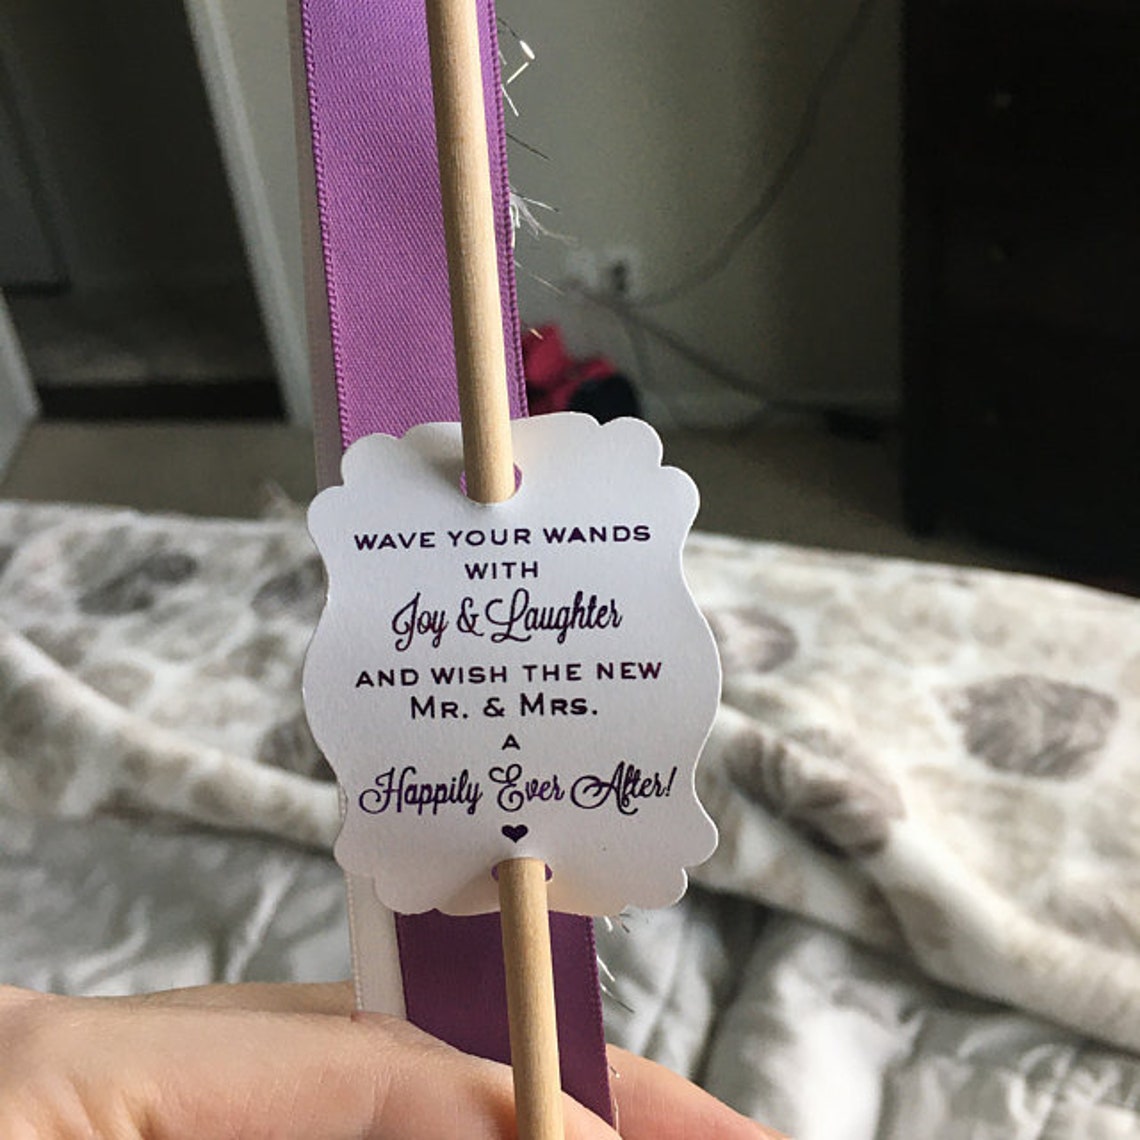 WAVE YOUR WANDS
WITH
Joy & Laughter
AND WISH THE NEW
MR. & MRS.
A
Happily Ever After!